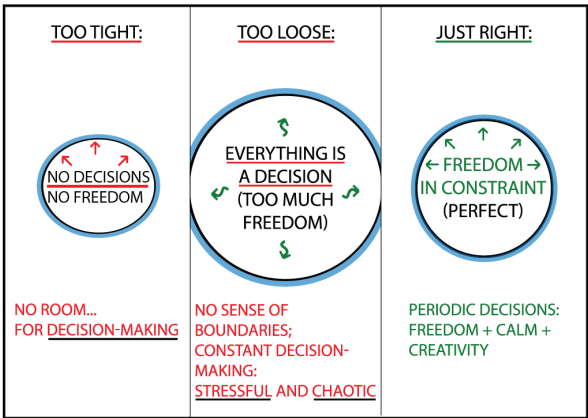 TOO TIGHT:
NO DECISIONS
NO FREEDOM
NO ROOM...
FOR DECISION-MAKING
TOO LOOSE:
EVERYTHING IS
A DECISION
(TOO MUCH
FREEDOM)
NO SENSE OF
BOUNDARIES;
CONSTANT DECISION-
MAKING:
STRESSFUL AND CHAOTIC
JUST RIGHT:
FREEDOM
IN CONSTRAINT
(PERFECT)
PERIODIC DECISIONS:
FREEDOM + CALM +
CREATIVITY